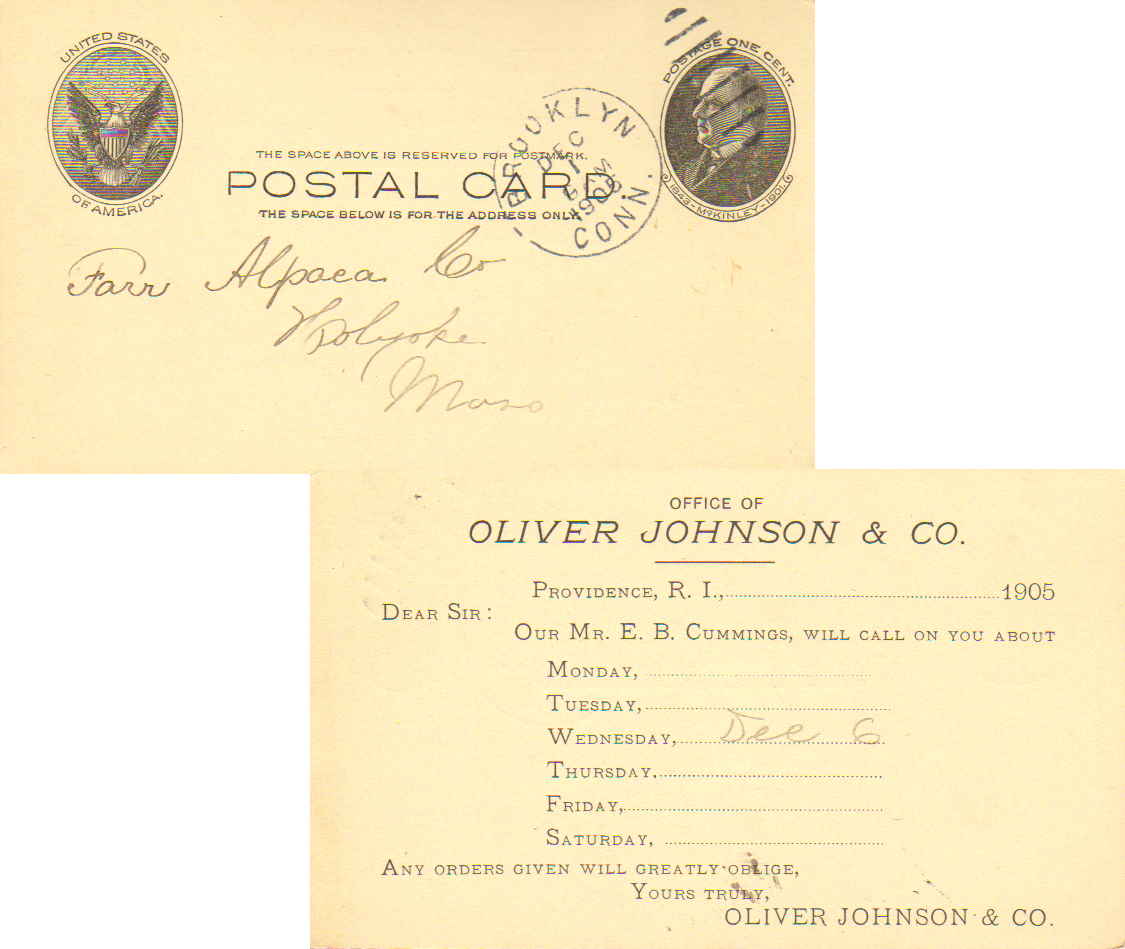 UNITED STATES
OF AMERICA.
POSTAGE ONE CENT.
1843-McKINLEY-1901.
BROOKLYN
DEC
1
CONN.
THE SPACE ABOVE IS RESERVED FOR POSTMARK.
POSTAL CARD.
THE SPACE BELOW IS FOR THE ADDRESS ONLY.
Farr Alpaca Co
Holyoke
Mass
OFFICE OF
OLIVER JOHNSON & CO.
PROVIDENCE, R. I., 1905
DEAR SIR:
OUR MR. E. B. CUMMINGS, WILL CALL ON YOU ABOUT
MONDAY,
TUESDAY,
WEDNESDAY, Dec 6
THURSDAY,
FRIDAY,
SATURDAY,
ANY ORDERS GIVEN WILL GREATLY OBLIGE,
YOURS TRULY,
OLIVER JOHNSON & CO.